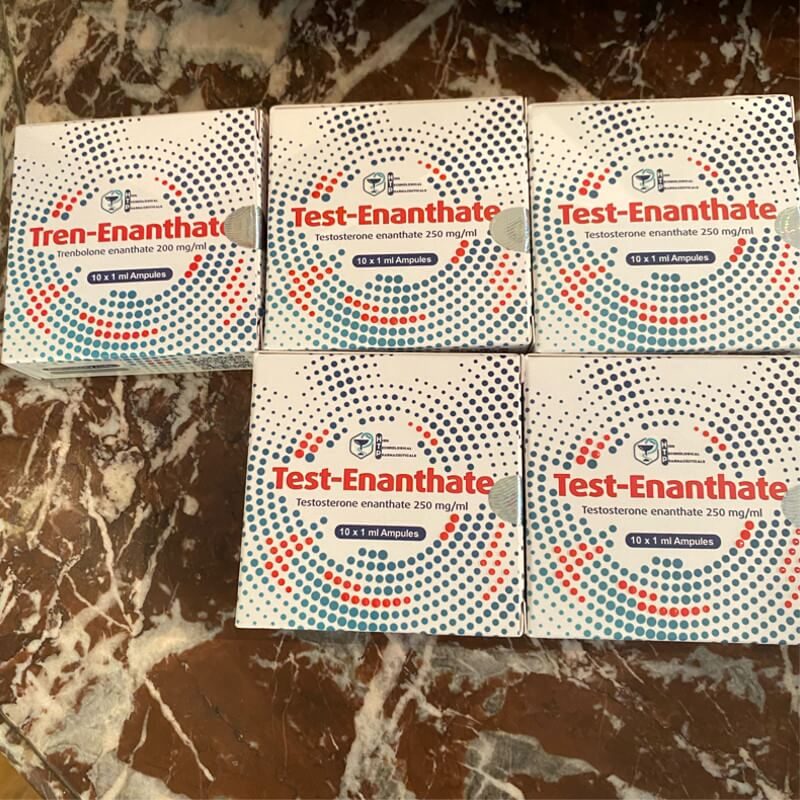 Tren-Enanthate
Trenbolone enanthate 200 mg/ml
10 x 1 ml Ampules
Test-Enanthate
Testosterone enanthate 250 mg/ml
10 x 1 ml Ampules
Test-Enanthate
Testosterone enanthate 250 mg/ml
10 x 1 ml Ampules
Test-Enanthate
Testosterone enanthate 250 mg/ml
10 x 1 ml Ampules
Test-Enanthate
Testosterone enanthate 250 mg/ml
10 x 1 ml Ampules